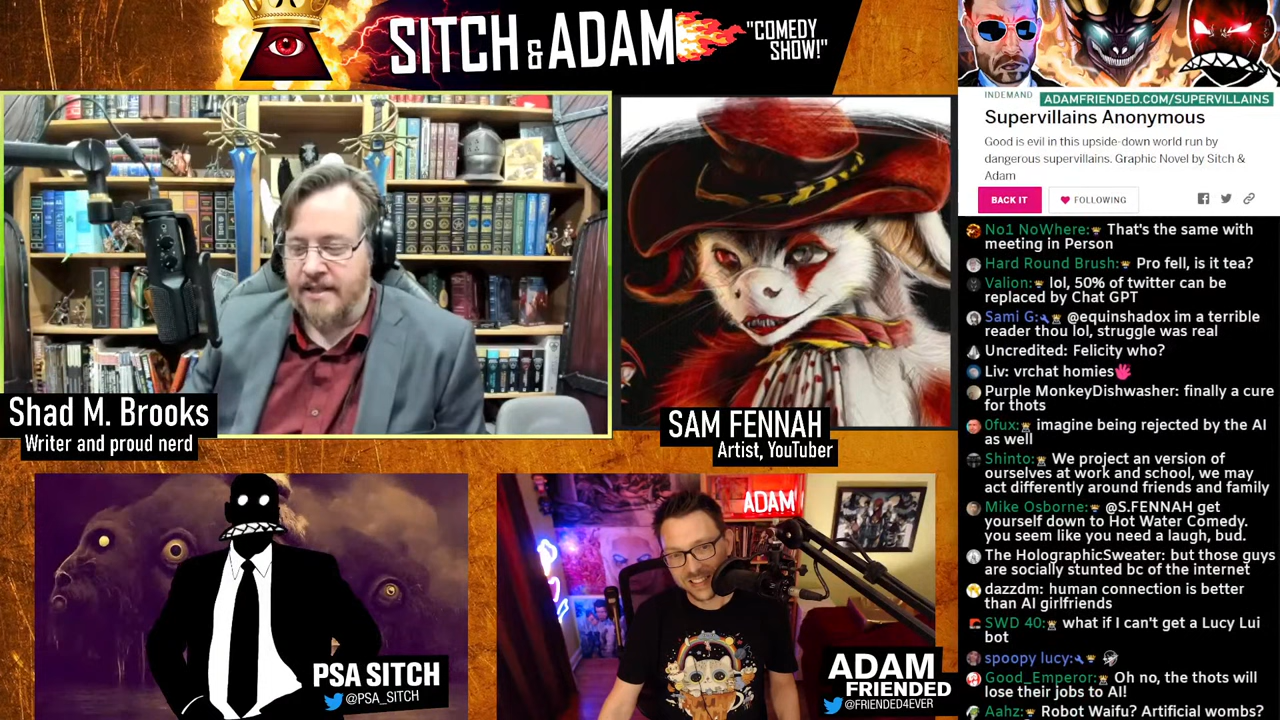 SITCH & ADAM
"COMEDY
SHOW!"
INDEMAND
ADAMFRIENDED.COM/SUPERVILLAINS
Supervillains Anonymous
Good is evil in this upside-down world run by
dangerous supervillains. Graphic Novel by Sitch &
Adam
BACK IT
FOLLOWING
Shad M. Brooks
Writer and proud nerd
SAM FENNAH
Artist, YouTuber
PSA SITCH
@PSA_SITCH
ADAM
ADAM
FRIENDED
@FRIENDED4EVER
No1 NoWhere: That's the same with
meeting in Person
Hard Round Brush: Pro fell, is it tea?
Valion: lol, 50% of twitter can be
replaced by Chat GPT
Sami G: @equinshadox im a terrible
reader thou lol, struggle was real
Uncredited: Felicity who?
Liv: vrchat homies
Purple MonkeyDishwasher: finally a cure
for thots
0fux: imagine being rejected by the AI
as well
Shinto: We project an version of
ourselves at work and school, we may
act differently around friends and family
Mike Osborne: @S.FENNAH get
yourself down to Hot Water Comedy.
you seem like you need a laugh, bud.
The HolographicSweater: but those guys
are socially stunted bc of the internet
dazzdm: human connection is better
than AI girlfriends
SWD 40: what if I can't get a Lucy Lui
bot
spoopy lucy:
Good_Emperor: Oh no, the thots will
lose their jobs to AI!
Aahz: Robot Waifu? Artificial wombs?